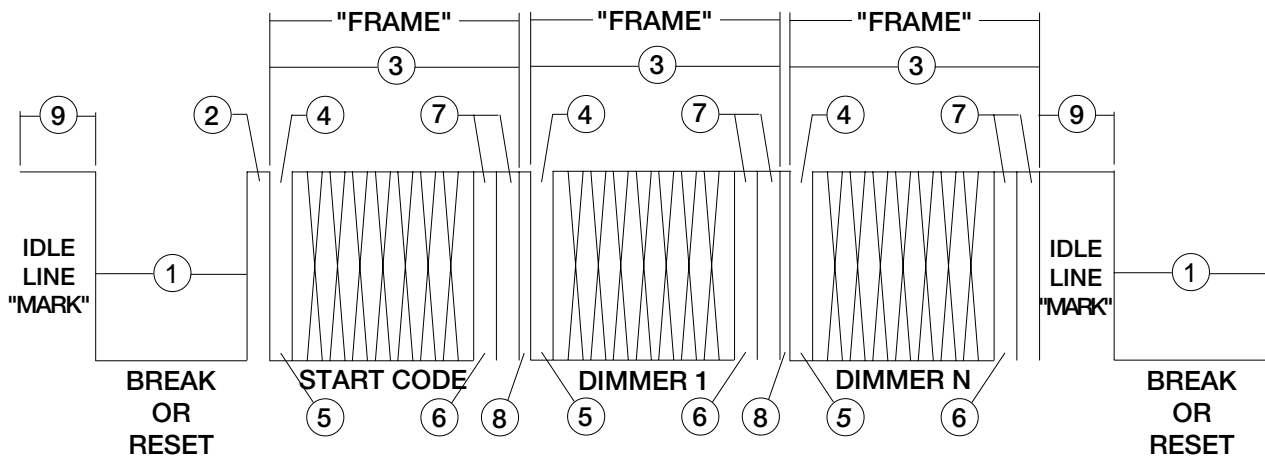 "FRAME" "FRAME" "FRAME"
3 3 3
9 2 4 7 4 7 4 7 9
IDLE
LINE
"MARK"
1
IDLE
LINE
"MARK"
1
BREAK
OR
RESET
START CODE
DIMMER 1
DIMMER N
BREAK
OR
RESET
5 6 8 5 6 8 5 6